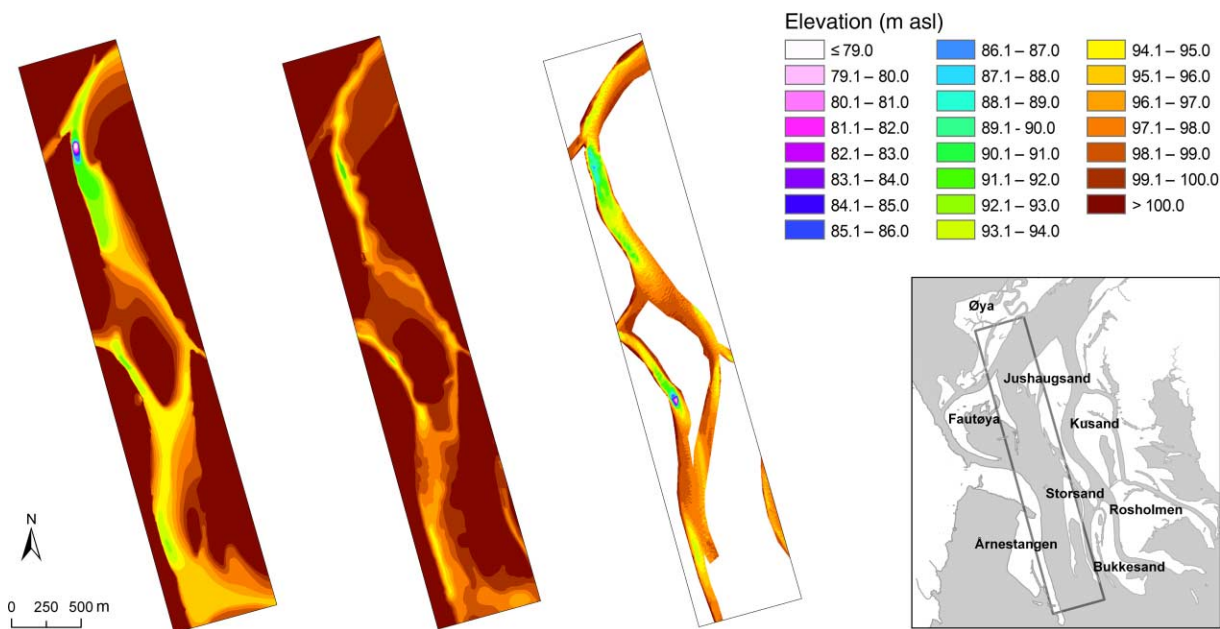 Elevation (m asl)
≤ 79.0
79.1 – 80.0
80.1 – 81.0
81.1 – 82.0
82.1 – 83.0
83.1 – 84.0
84.1 – 85.0
85.1 – 86.0
86.1 – 87.0
87.1 – 88.0
88.1 – 89.0
89.1 - 90.0
90.1 – 91.0
91.1 – 92.0
92.1 – 93.0
93.1 – 94.0
94.1 – 95.0
95.1 – 96.0
96.1 – 97.0
97.1 – 98.0
98.1 – 99.0
99.1 – 100.0
> 100.0
Øya
Jushaugsand
Fautøya
Kusand
Storsand
Rosholmen
Årnestangen
Bukkesand
N
0 250 500 m